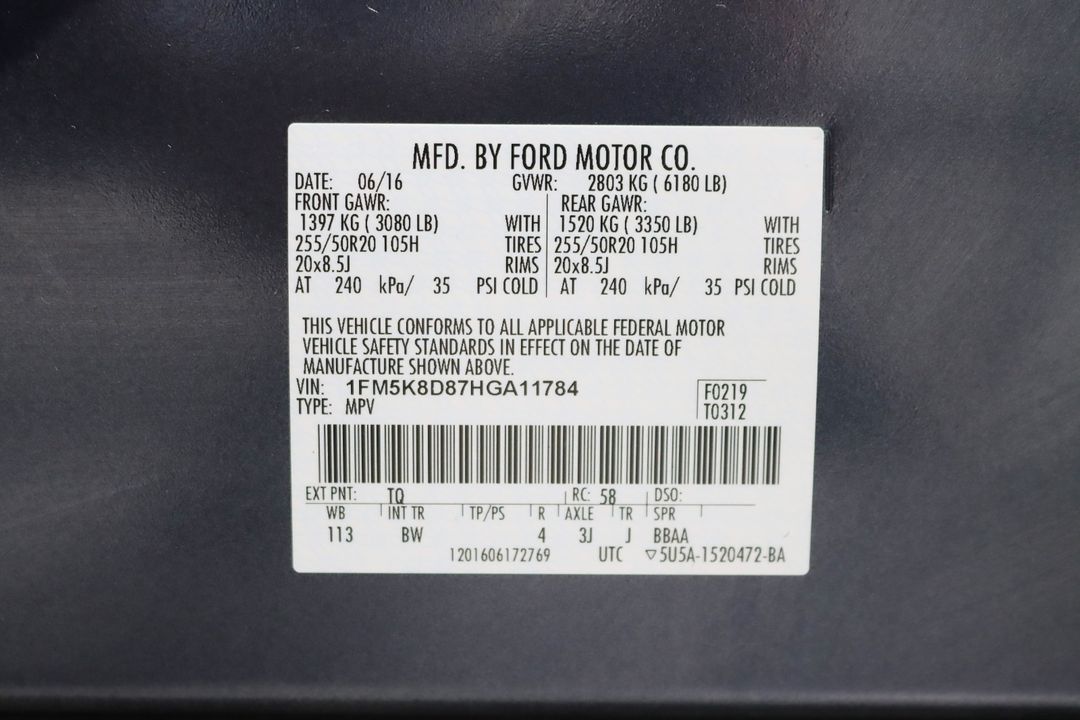 MFD. BY FORD MOTOR CO.
DATE: 06/16 GVWR: 2803 KG ( 6180 LB)
FRONT GAWR: REAR GAWR:
1397 KG ( 3080 LB) WITH 1520 KG ( 3350 LB) WITH
255/50R20 105H TIRES 255/50R20 105H TIRES
20x8.5J RIMS 20x8.5J RIMS
AT 240 kPa/ 35 PSI COLD AT 240 kPa/ 35 PSI COLD
THIS VEHICLE CONFORMS TO ALL APPLICABLE FEDERAL MOTOR
VEHICLE SAFETY STANDARDS IN EFFECT ON THE DATE OF
MANUFACTURE SHOWN ABOVE.
VIN: 1FM5K8D87HGA11784 F0219
TYPE: MPV T0312
EXT PNT: TQ RC: 58 DSO:
WB INT TR TP/PS R AXLE TR SPR
113 BW 4 3J J BBAA
1201606172769 UTC ▽5U5A-1520472-BA